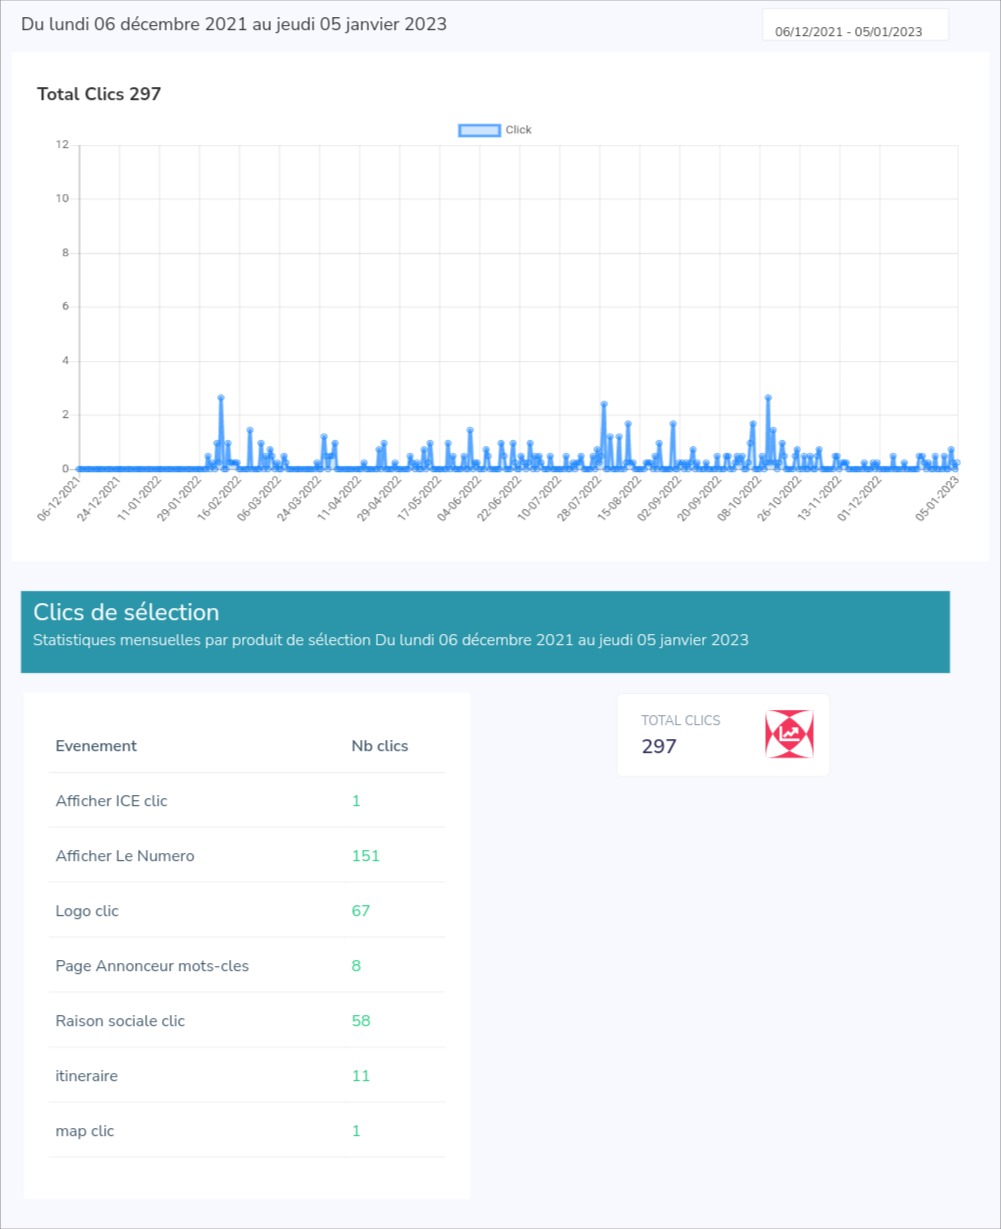 Du lundi 06 décembre 2021 au jeudi 05 janvier 2023
06/12/2021 - 05/01/2023
Total Clics 297
Click
12
10
8
6
4
2
0
06-12-2021
24-12-2021
11-01-2022
29-01-2022
16-02-2022
06-03-2022
24-03-2022
11-04-2022
29-04-2022
17-05-2022
04-06-2022
22-06-2022
10-07-2022
28-07-2022
15-08-2022
02-09-2022
20-09-2022
08-10-2022
26-10-2022
13-11-2022
01-12-2022
05-01-2023
Clics de sélection
Statistiques mensuelles par produit de sélection Du lundi 06 décembre 2021 au jeudi 05 janvier 2023
Evenement Nb clics
Afficher ICE clic 1
Afficher Le Numero 151
Logo clic 67
Page Annonceur mots-cles 8
Raison sociale clic 58
itineraire 11
map clic 1
TOTAL CLICS
297